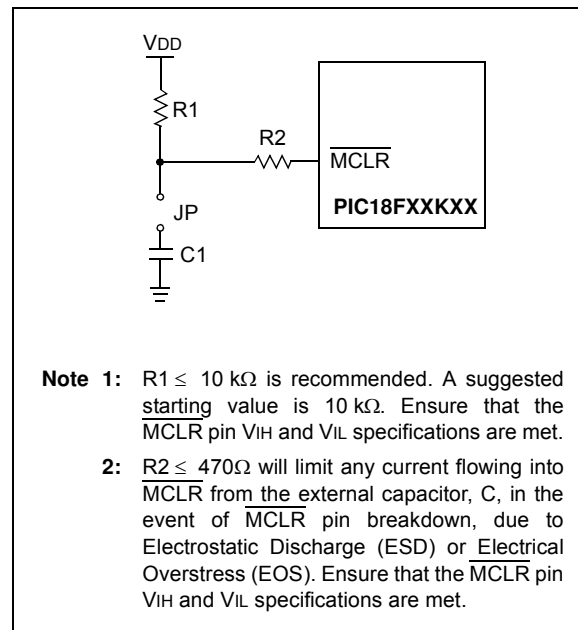 VDD
R1
R2
MCLR
PIC18FXXKXX
JP
C1
Note 1: R1 ≤ 10 kΩ is recommended. A suggested
starting value is 10 kΩ. Ensure that the
MCLR pin VIH and VIL specifications are met.
2: R2 ≤ 470Ω will limit any current flowing into
MCLR from the external capacitor, C, in the
event of MCLR pin breakdown, due to
Electrostatic Discharge (ESD) or Electrical
Overstress (EOS). Ensure that the MCLR pin
VIH and VIL specifications are met.